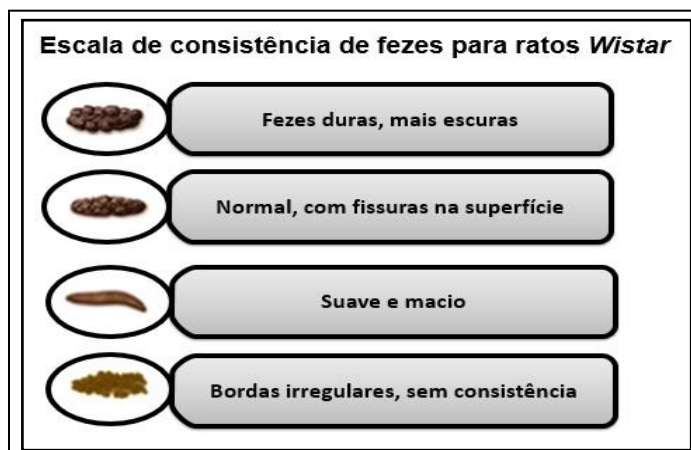 Escala de consistência de fezes para ratos Wistar
Fezes duras, mais escuras
Normal, com fissuras na superfície
Suave e macio
Bordas irregulares, sem consistência